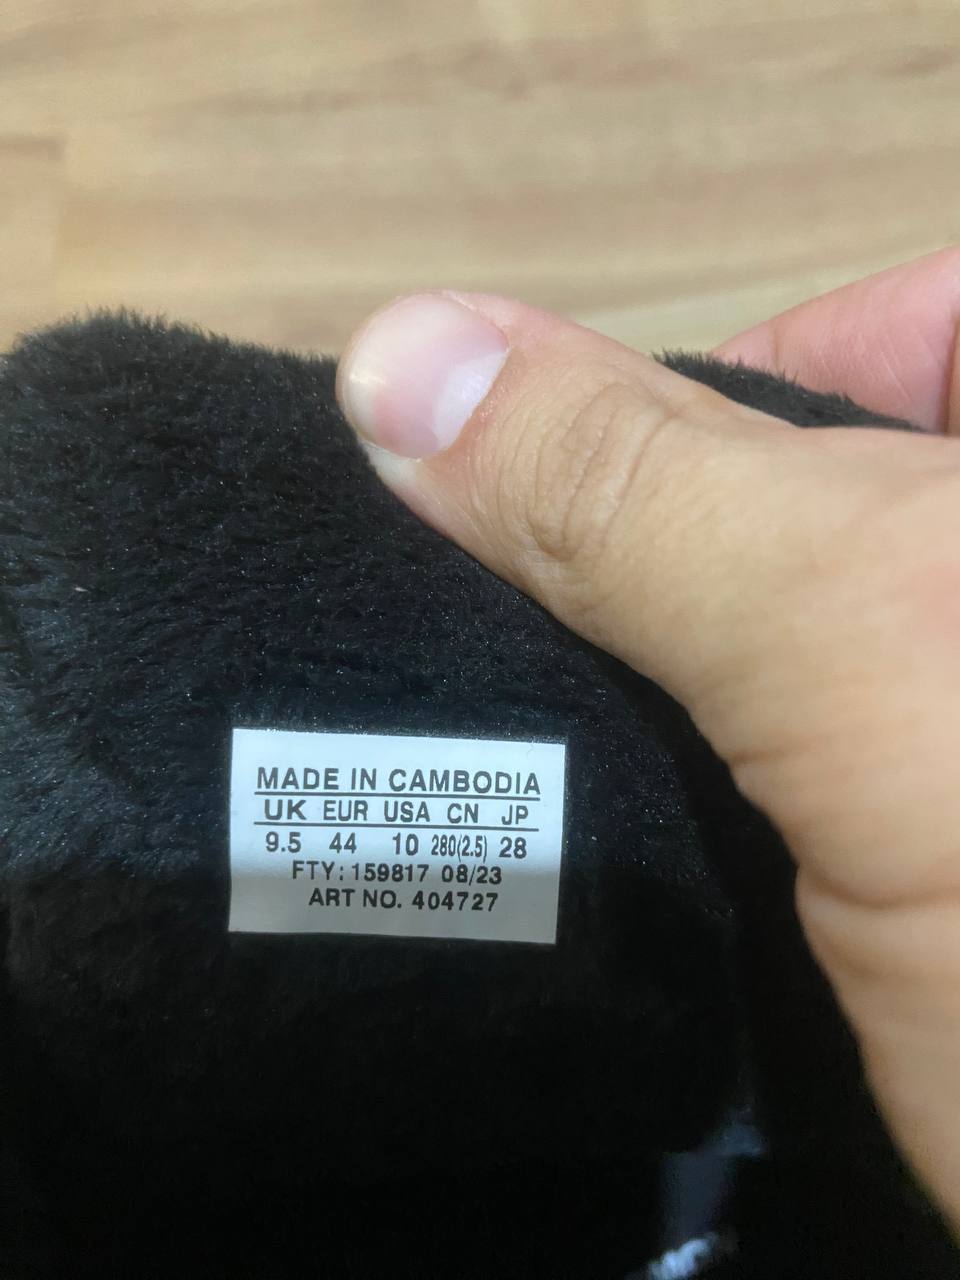 MADE IN CAMBODIA
UK EUR USA CN JP
9.5 44 10 280(2.5) 28
FTY: 159817 08/23
ART NO. 404727